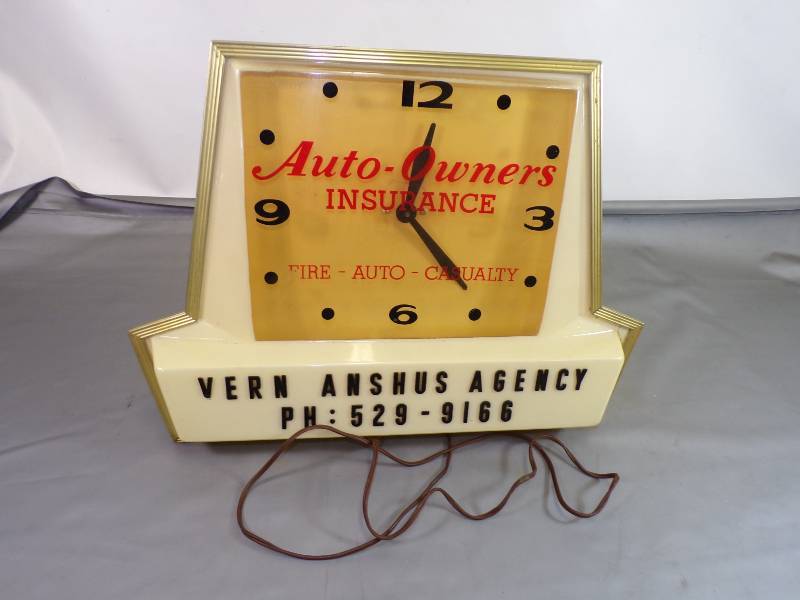 12
Auto-Owners
INSURANCE
9 3
FIRE - AUTO - CASUALTY
6
VERN ANSHUS AGENCY
PH: 529-9166